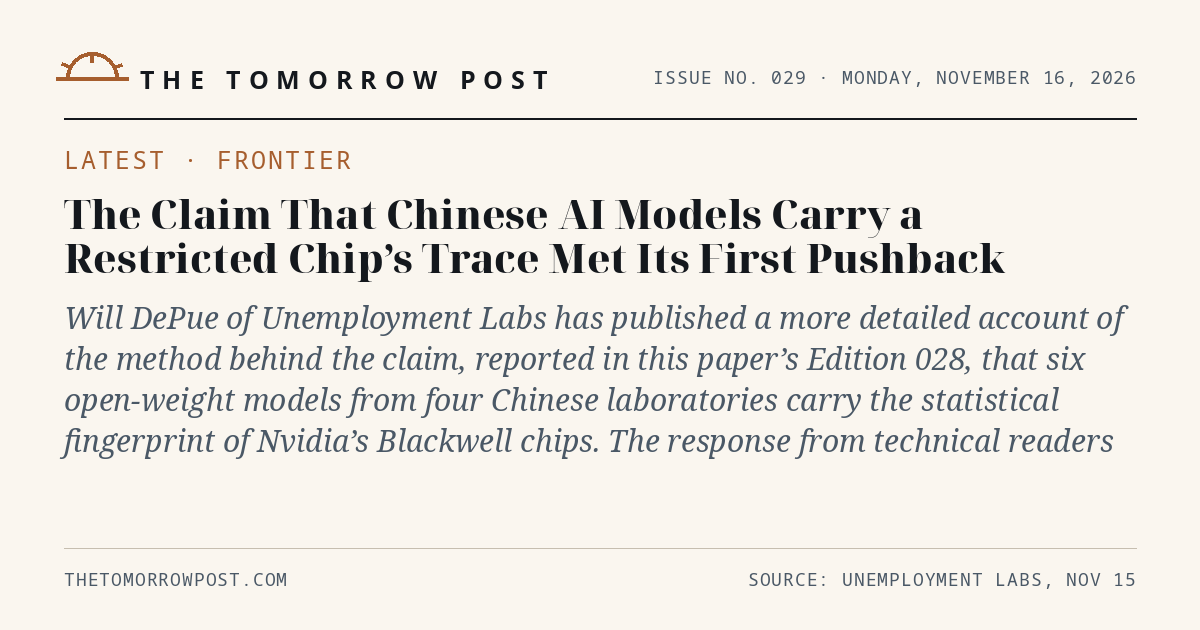 THE TOMORROW POST
ISSUE NO. 029 · MONDAY, NOVEMBER 16, 2026
LATEST · FRONTIER
The Claim That Chinese AI Models Carry a
Restricted Chip’s Trace Met Its First Pushback
Will DePue of Unemployment Labs has published a more detailed account of
the method behind the claim, reported in this paper’s Edition 028, that six
open-weight models from four Chinese laboratories carry the statistical
fingerprint of Nvidia’s Blackwell chips. The response from technical readers
THETOMORROWPOST.COM
SOURCE: UNEMPLOYMENT LABS, NOV 15